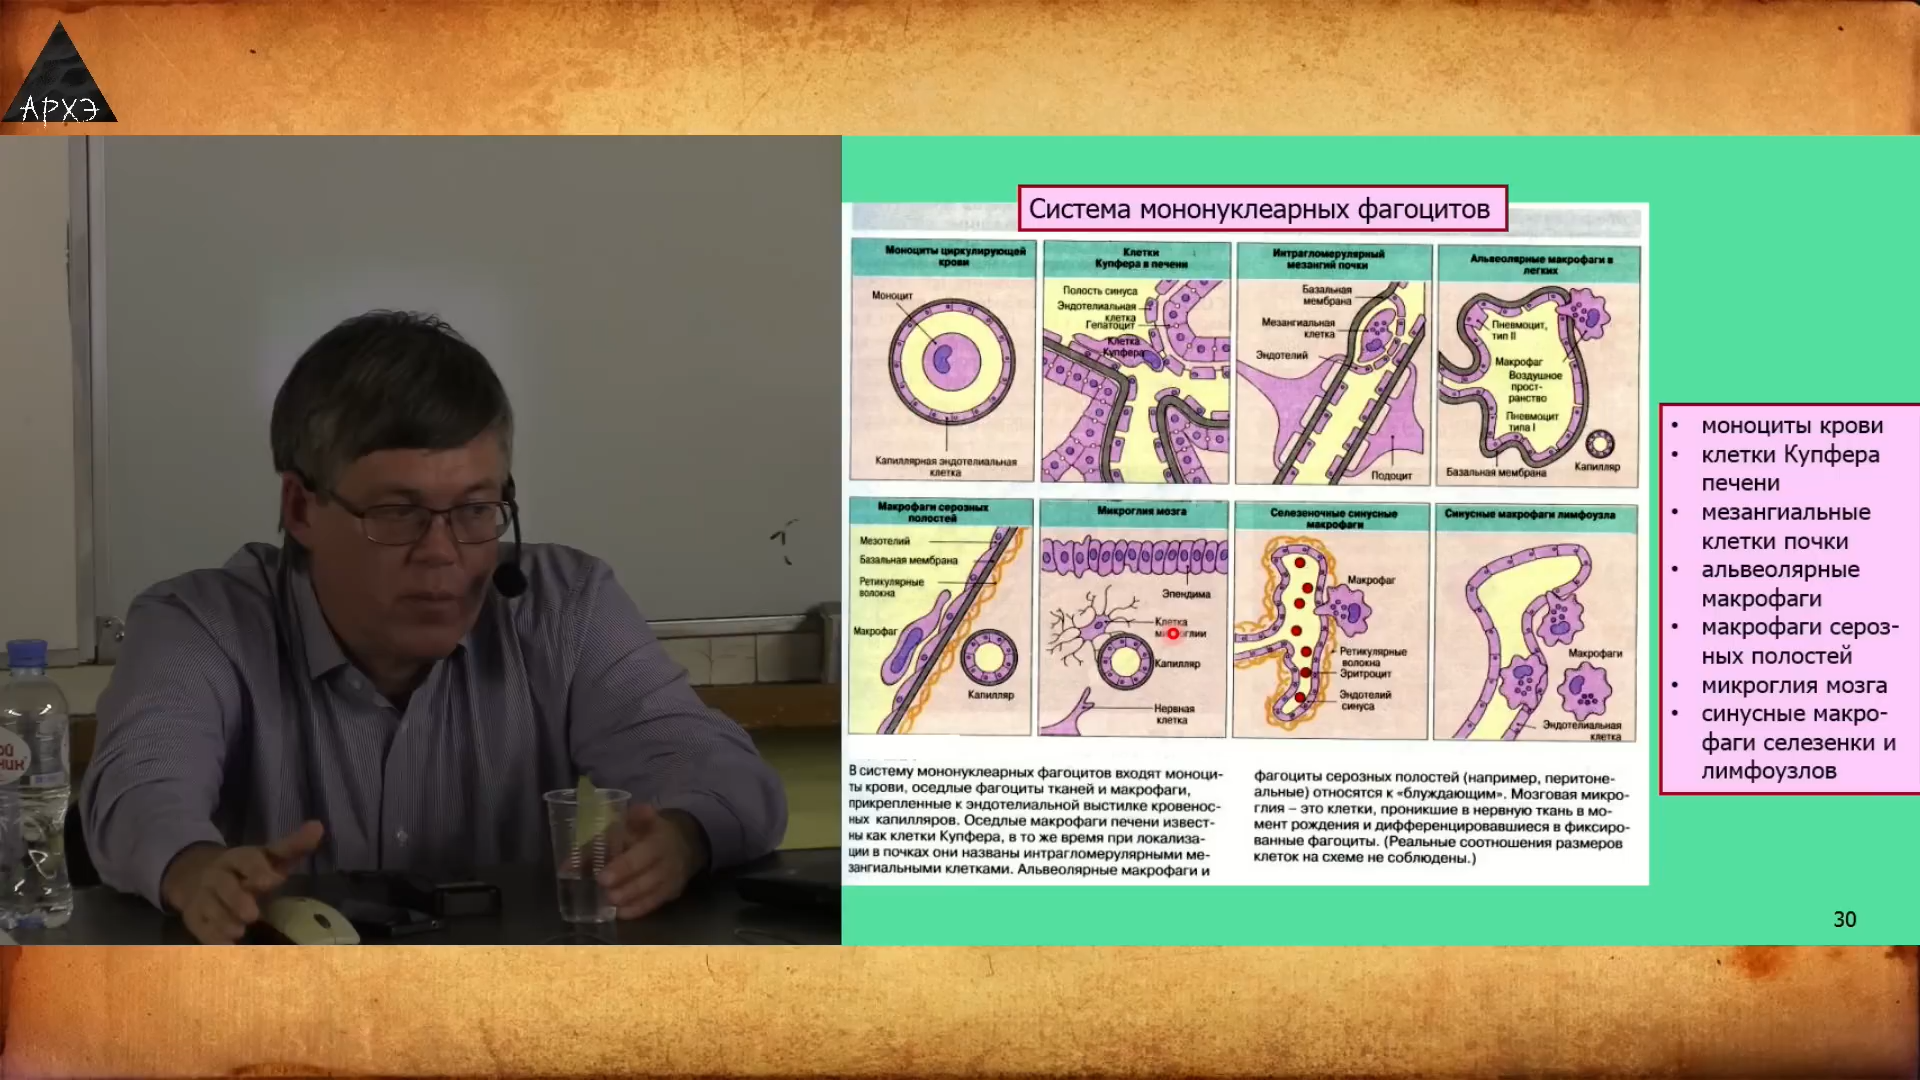 АРХЭ
Система мононуклеарных фагоцитов
Моноциты циркулирующей
крови
Моноцит
Капиллярная эндотелиальная
клетка
Клетки
Купфера в печени
Полость синуса
Эндотелиальная
клетка
Гепатоцит
Клетка
Купфера
Интрагломерулярный
мезангий почки
Базальная
мембрана
Мезангиальная
клетка
Эндотелий
Подоцит
Альвеолярные макрофаги в
легких
Пневмоцит,
тип II
Макрофаг
Воздушное
прост-
ранство
Пневмоцит
типа I
Базальная мембрана
Капилляр
Макрофаги серозных
полостей
Мезотелий
Базальная мембрана
Ретикулярные
волокна
Макрофаг
Капилляр
Микроглия мозга
Эпендима
Клетка
микроглии
Капилляр
Нервная
клетка
Селезеночные синусные
макрофаги
Макрофаг
Ретикулярные
волокна
Эритроцит
Эндотелий
синуса
Синусные макрофаги лимфоузла
Макрофаги
Эндотелиальная
клетка
В систему мононуклеарных фагоцитов входят моноци-
ты крови, оседлые фагоциты тканей и макрофаги,
прикрепленные к эндотелиальной выстилке кровенос-
ных капилляров. Оседлые макрофаги печени извест-
ны как клетки Купфера, в то же время при локализа-
ции в почках они названы интрагломерулярными ме-
зангиальными клетками. Альвеолярные макрофаги и
фагоциты серозных полостей (например, перитоне-
альные) относятся к «блуждающим». Мозговая микро-
глия – это клетки, проникшие в нервную ткань в мо-
мент рождения и дифференцировавшиеся в фиксиро-
ванные фагоциты. (Реальные соотношения размеров
клеток на схеме не соблюдены.)
• моноциты крови
• клетки Купфера
печени
• мезангиальные
клетки почки
• альвеолярные
макрофаги
• макрофаги сероз-
ных полостей
• микроглия мозга
• синусные макро-
фаги селезенки и
лимфоузлов
30